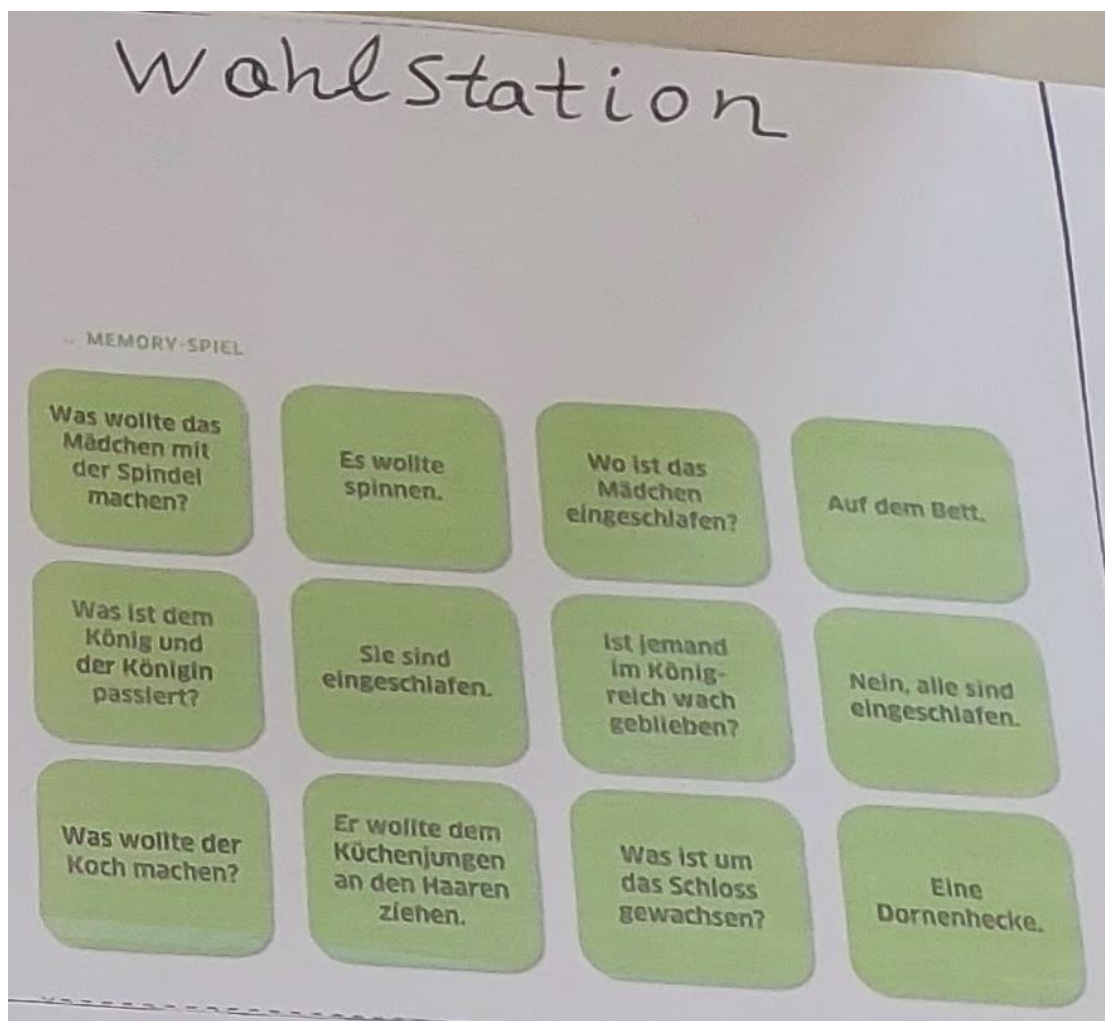 Wahlstation
MEMORY-SPIEL
Was wollte das
Mädchen mit
der Spindel
machen?
Es wollte
spinnen.
Wo ist das
Mädchen
eingeschlafen?
Auf dem Bett.
Was ist dem
König und
der Königin
passiert?
Sie sind
eingeschlafen.
Ist jemand
im König-
reich wach
geblieben?
Nein, alle sind
eingeschlafen.
Was wollte der
Koch machen?
Er wollte dem
Küchenjungen
an den Haaren
ziehen.
Was ist um
das Schloss
gewachsen?
Eine
Dornenhecke.